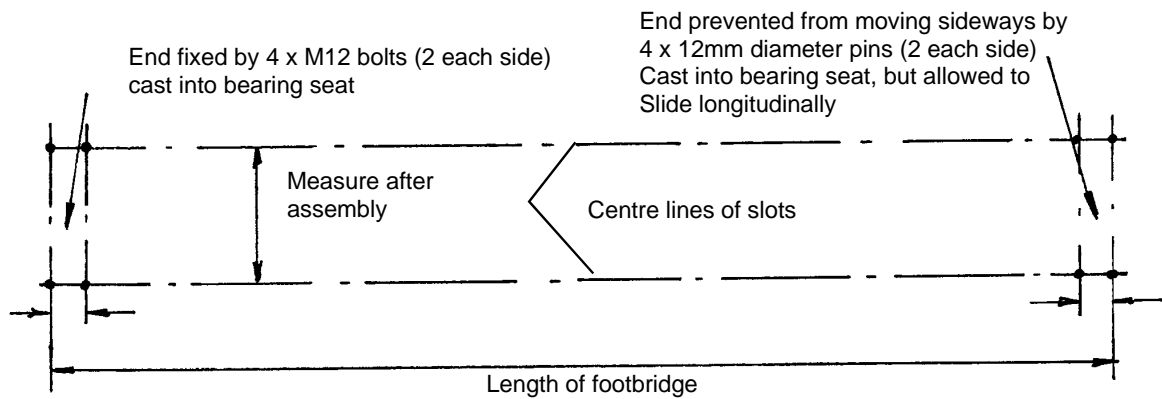 End fixed by 4 x M12 bolts (2 each side)
cast into bearing seat
End prevented from moving sideways by
4 x 12mm diameter pins (2 each side)
Cast into bearing seat, but allowed to
Slide longitudinally
Measure after
assembly
Centre lines of slots
Length of footbridge